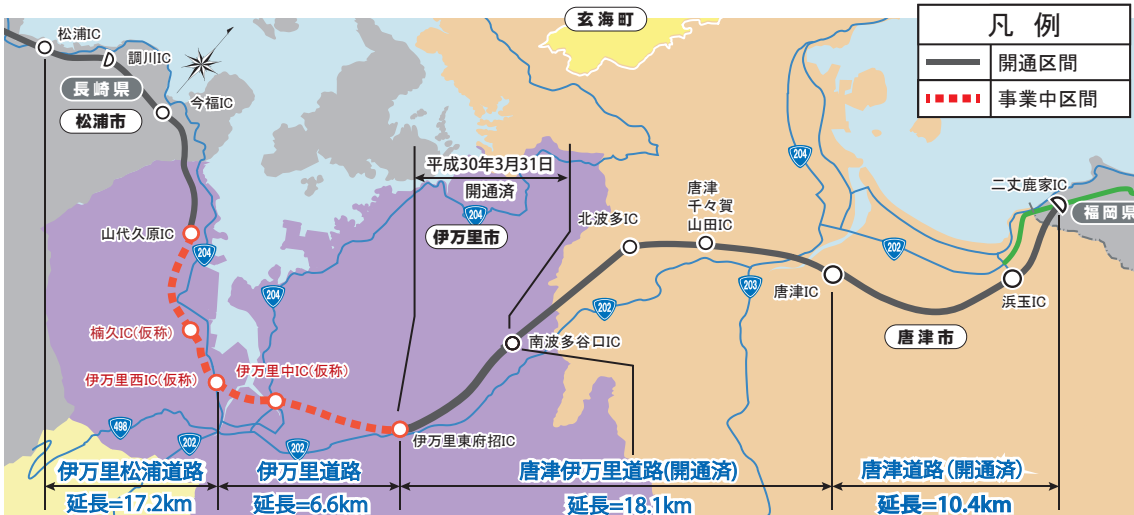 玄海町
凡 例
開通区間
事業中区間
松浦IC
調川IC
長崎県
松浦市
今福IC
平成30年3月31日
開通済
204
伊万里市
唐津
千々賀
山田IC
北波多IC
204
二丈鹿家IC
福岡県
202
山代久原IC
204
204
203
唐津IC
浜玉IC
202
唐津市
楠久IC(仮称)
南波多谷口IC
伊万里西IC(仮称)
伊万里中IC(仮称)
498
202
202
伊万里東府招IC
伊万里松浦道路
延長=17.2km
伊万里道路
延長=6.6km
唐津伊万里道路(開通済)
延長=18.1km
唐津道路(開通済)
延長=10.4km